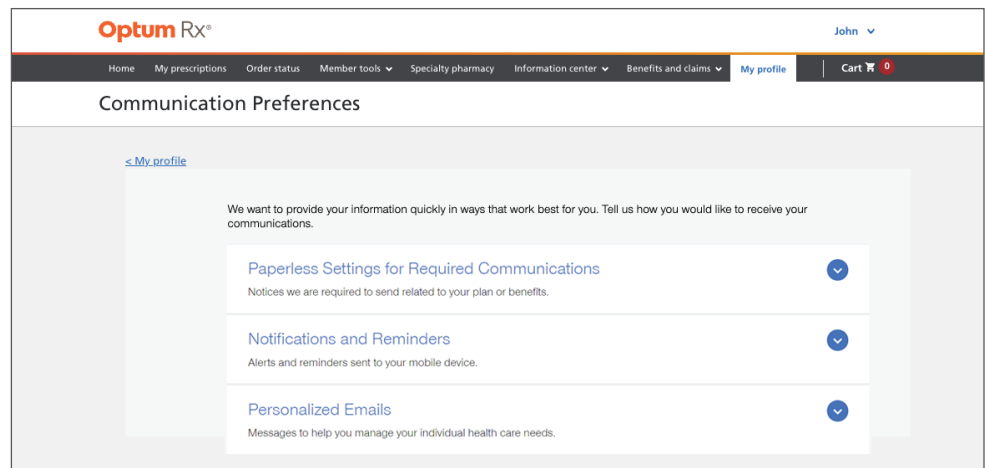 Optum Rx®
John
Home My prescriptions Order status Member tools Specialty pharmacy Information center Benefits and claims My profile Cart 0
Communication Preferences
< My profile
We want to provide your information quickly in ways that work best for you. Tell us how you would like to receive your
communications.
Paperless Settings for Required Communications
Notices we are required to send related to your plan or benefits.
Notifications and Reminders
Alerts and reminders sent to your mobile device.
Personalized Emails
Messages to help you manage your individual health care needs.